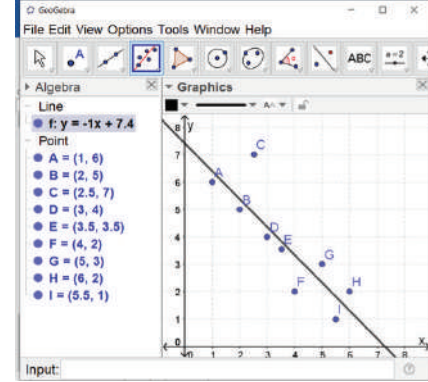 GeoGebra
File Edit View Options Tools Window Help
A
ABC
a=2
Algebra
Graphics
Line
f: y = -1x + 7.4
Point
A = (1, 6)
B = (2, 5)
C = (2.5, 7)
D = (3, 4)
E = (3.5, 3.5)
F = (4, 2)
G = (5, 3)
H = (6, 2)
I = (5.5, 1)
8 y
C
7
A
6
B
5
D
4
E
G
3
F
H
2
I
1
0
0 1 2 3 4 5 6 7 8
x
Input: